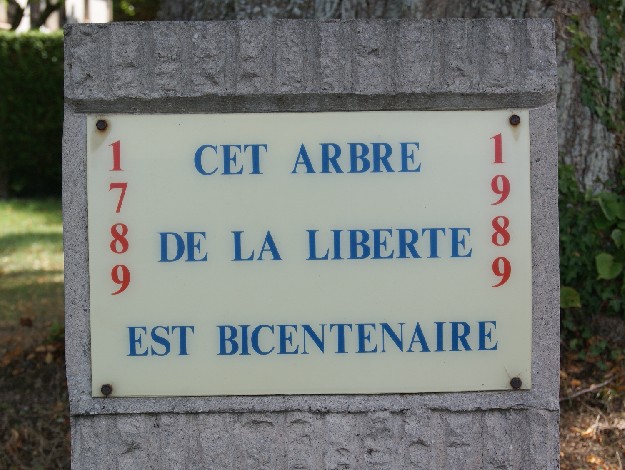 1789
CET ARBRE
DE LA LIBERTE
EST BICENTENAIRE
1989